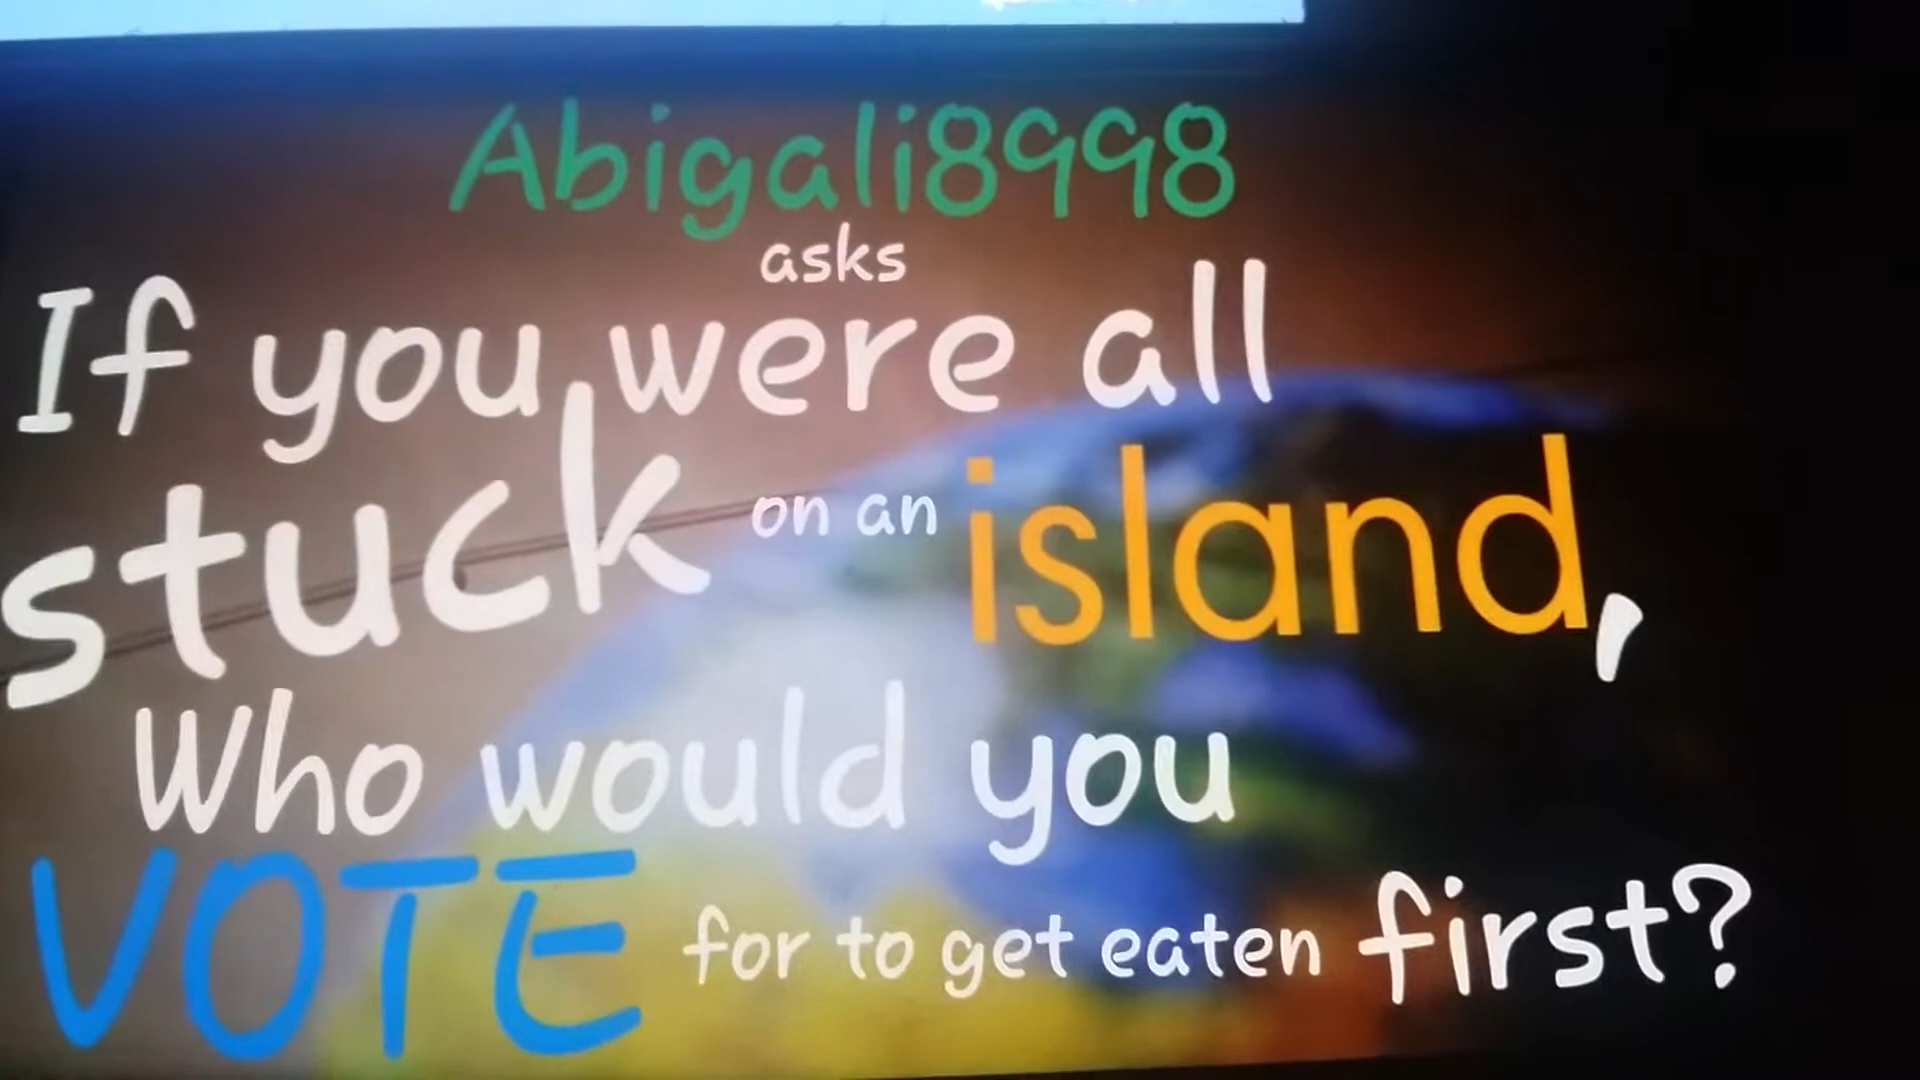 Abigali8998
asks
If you were all
stuck on an island,
Who would you
VOTE for to get eaten first?